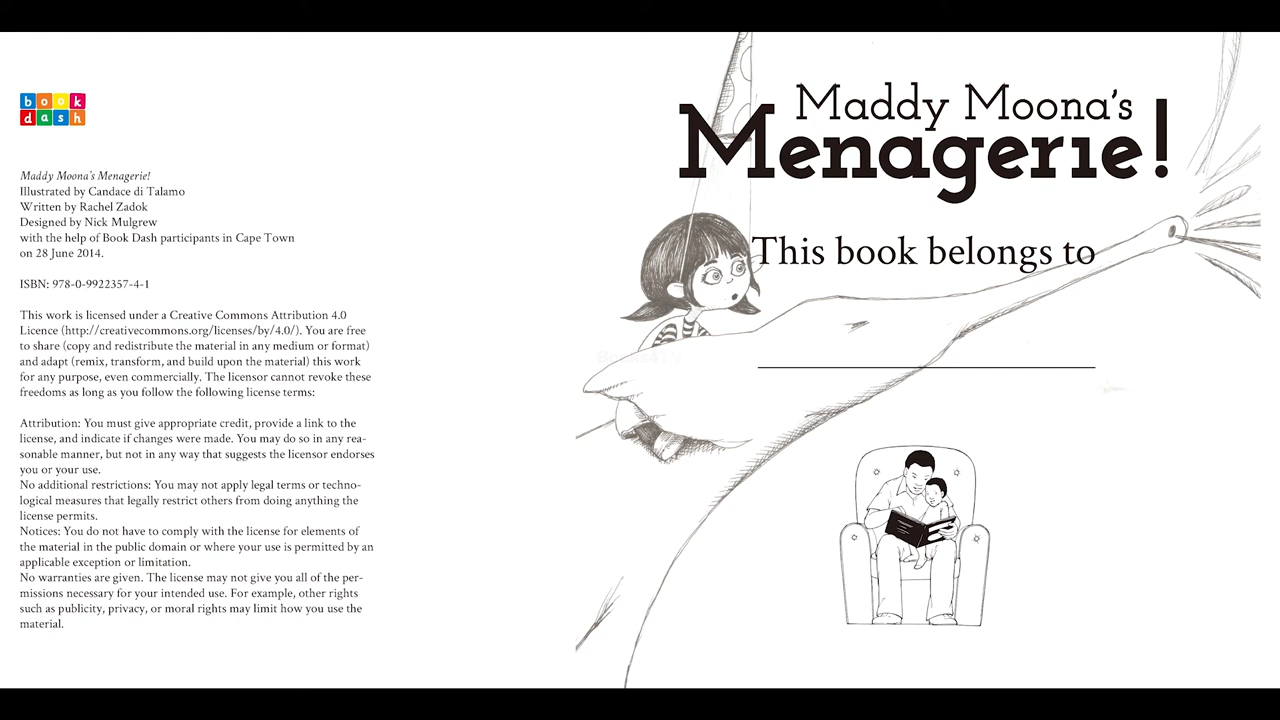 book
dash
Maddy Moona's Menagerie!
Illustrated by Candace di Talamo
Written by Rachel Zadok
Designed by Nick Mulgrew
with the help of Book Dash participants in Cape Town
on 28 June 2014.
ISBN: 978-0-9922357-4-1
This work is licensed under a Creative Commons Attribution 4.0
Licence (http://creativecommons.org/licenses/by/4.0/). You are free
to share (copy and redistribute the material in any medium or format)
and adapt (remix, transform, and build upon the material) this work
for any purpose, even commercially. The licensor cannot revoke these
freedoms as long as you follow the following license terms:
Attribution: You must give appropriate credit, provide a link to the
license, and indicate if changes were made. You may do so in any rea-
sonable manner, but not in any way that suggests the licensor endorses
you or your use.
No additional restrictions: You may not apply legal terms or techno-
logical measures that legally restrict others from doing anything the
license permits.
Notices: You do not have to comply with the license for elements of
the material in the public domain or where your use is permitted by an
applicable exception or limitation.
No warranties are given. The license may not give you all of the per-
missions necessary for your intended use. For example, other rights
such as publicity, privacy, or moral rights may limit how you use the
material.
Maddy Moona's
Menagerie!
This book belongs to